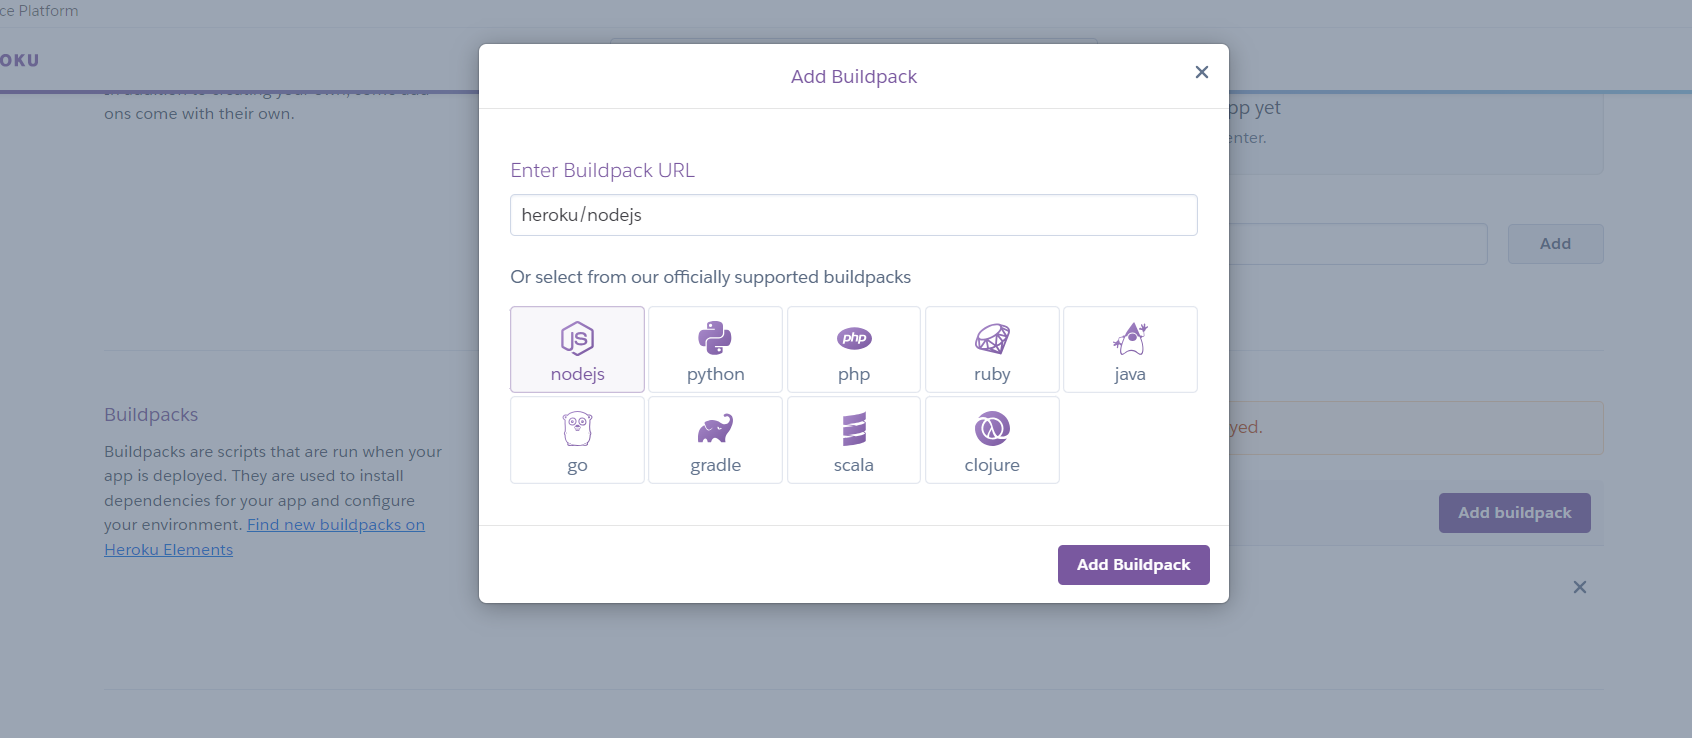 ce Platform
OKU
ons come with their own.
Add Buildpack
Enter Buildpack URL
heroku/nodejs
Or select from our officially supported buildpacks
JS
nodejs
python
php
php
ruby
java
go
gradle
scala
clojure
Add Buildpack
pp yet
enter.
Add
Buildpacks
Buildpacks are scripts that are run when your
app is deployed. They are used to install
dependencies for your app and configure
your environment. Find new buildpacks on
Heroku Elements
yed.
Add buildpack